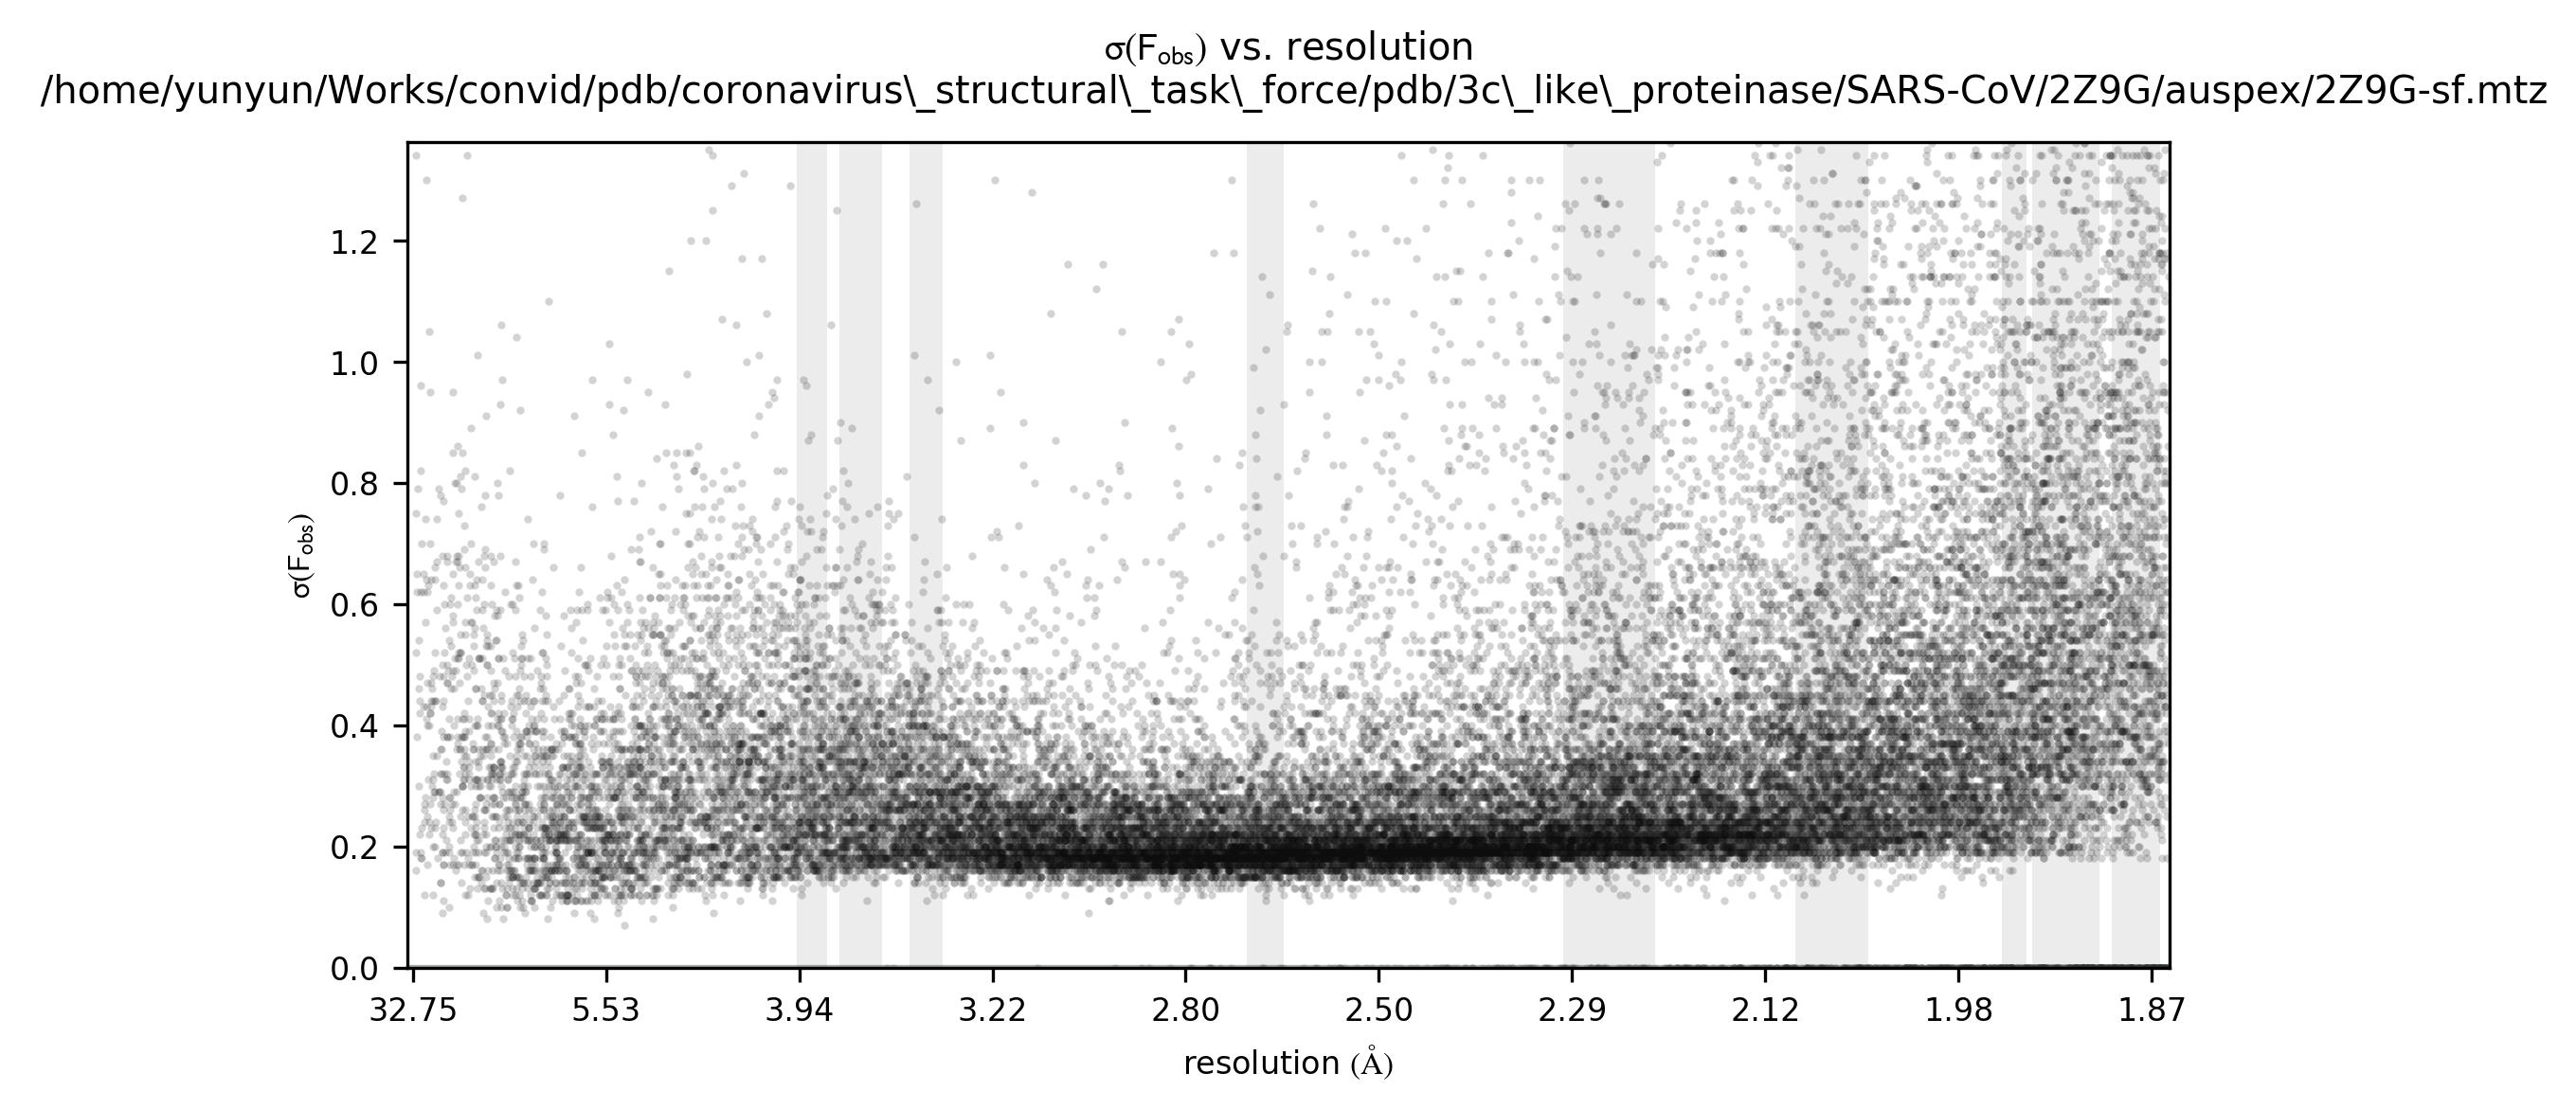 σ(Fobs) vs. resolution
/home/yunyun/Works/convid/pdb/coronavirus\_structural\_task\_force/pdb/3c\_like\_proteinase/SARS-CoV/2Z9G/auspex/2Z9G-sf.mtz
σ(Fobs)
1.2
1.0
0.8
0.6
0.4
0.2
0.0
32.75 5.53 3.94 3.22 2.80 2.50 2.29 2.12 1.98 1.87
resolution (Å)